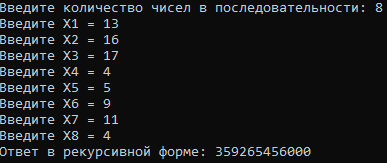 Введите количество чисел в последовательности: 8
Введите X1 = 13
Введите X2 = 16
Введите X3 = 17
Введите X4 = 4
Введите X5 = 5
Введите X6 = 9
Введите X7 = 11
Введите X8 = 4
Ответ в рекурсивной форме: 359265456000